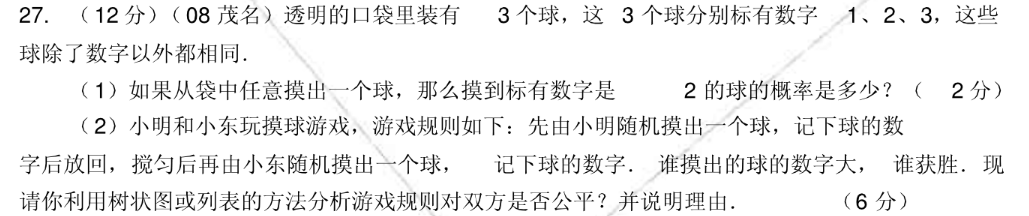 27. （12 分）（08 茂名）透明的口袋里装有 3 个球，这 3 个球分别标有数字 1、2、3，这些
球除了数字以外都相同．
（1）如果从袋中任意摸出一个球，那么摸到标有数字是 2 的球的概率是多少？（ 2 分）
（2）小明和小东玩摸球游戏，游戏规则如下：先由小明随机摸出一个球，记下球的数
字后放回，搅匀后再由小东随机摸出一个球， 记下球的数字． 谁摸出的球的数字大， 谁获胜．现
请你利用树状图或列表的方法分析游戏规则对双方是否公平？并说明理由． （6 分）